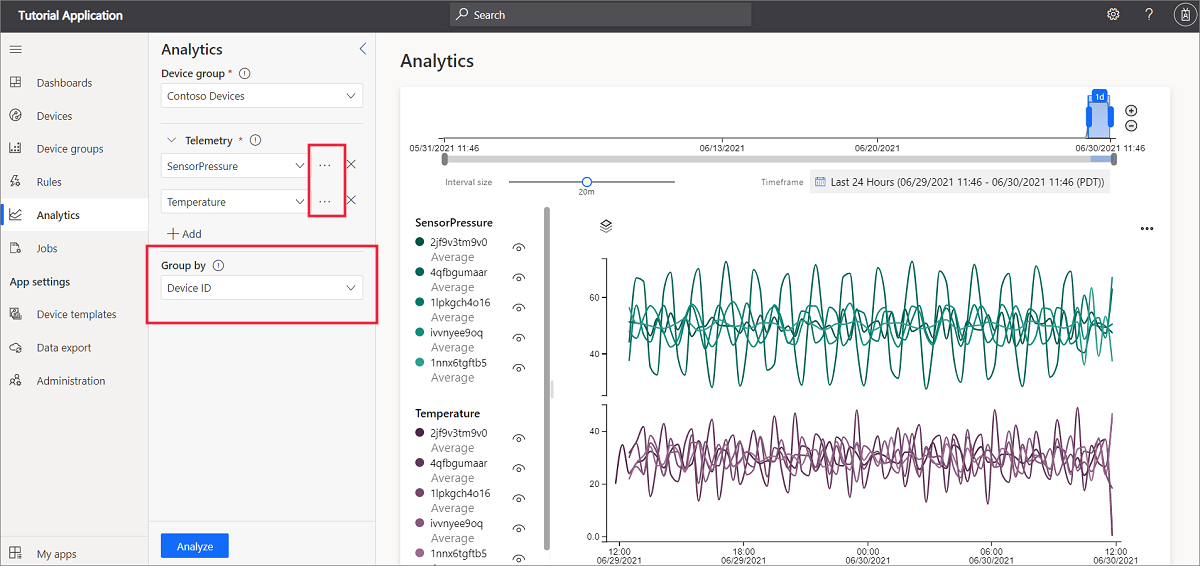 Tutorial Application
Search
?
Dashboards
Devices
Device groups
Rules
Analytics
Jobs
App settings
Device templates
Data export
Administration
My apps
Analytics
Device group *
Contoso Devices
Telemetry *
SensorPressure
...
Temperature
...
Add
Group by
Device ID
Analyze
Analytics
1d
05/31/2021 11:46
06/13/2021
06/20/2021
06/30/2021 11:46
Interval size
20m
Timeframe
Last 24 Hours (06/29/2021 11:46 - 06/30/2021 11:46 (PDT))
SensorPressure
2jf9v3tm9v0
Average
4qfbgumaar
Average
1lpkgch4o16
Average
ivvnyee9oq
Average
1nnx6tgftb5
Average
Temperature
2jf9v3tm9v0
Average
4qfbgumaar
Average
1lpkgch4o16
Average
ivvnyee9oq
Average
1nnx6tgftb5
60
40
40
20
0.0
12:00
06/29/2021
18:00
06/29/2021
00:00
06/30/2021
06:00
06/30/2021
12:00
06/30/2021